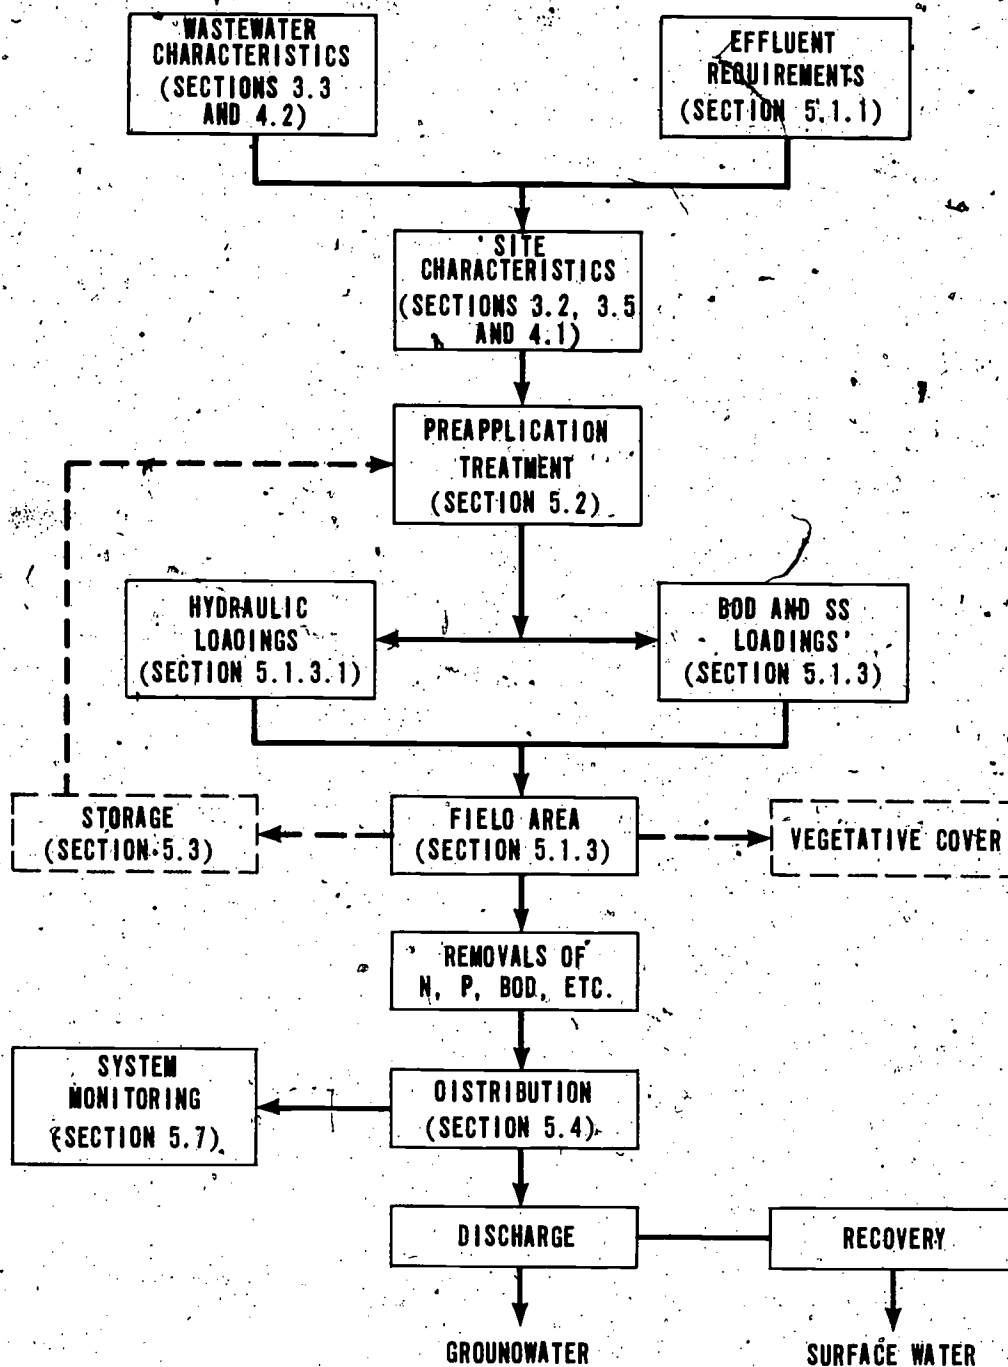 WASTEWATER
CHARACTERISTICS
(SECTIONS 3.3
AND 4.2)
EFFLUENT
REQUIREMENTS
(SECTION 5.1.1)
SITE
CHARACTERISTICS
(SECTIONS 3.2, 3.5
AND 4.1)
PREAPPLICATION
TREATMENT
(SECTION 5.2)
HYDRAULIC
LOADINGS
(SECTION 5.1.3.1)
BOD AND SS
LOADINGS
(SECTION 5.1.3)
STORAGE
(SECTION 5.3)
FIELD AREA
(SECTION 5.1.3)
VEGETATIVE COVER
REMOVALS OF
N, P, BOD, ETC.
SYSTEM
MONITORING
(SECTION 5.7)
DISTRIBUTION
(SECTION 5.4)
DISCHARGE
RECOVERY
GROUNDWATER
SURFACE WATER